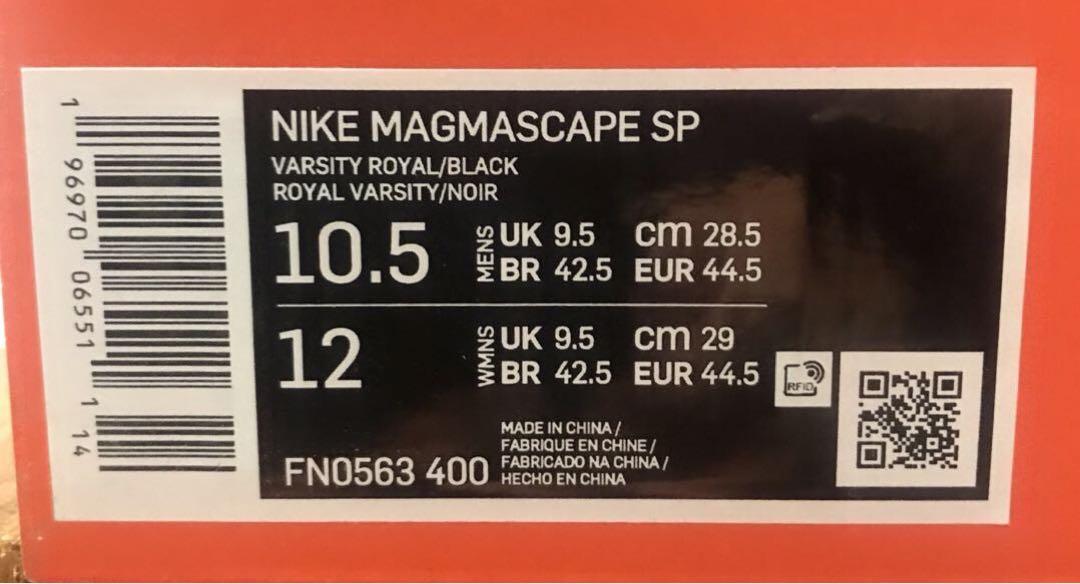 1 96970 06551 1 14
NIKE MAGMASCAPE SP
VARSITY ROYAL/BLACK
ROYAL VARSITY/NOIR
10.5 MENS UK 9.5 cm 28.5
BR 42.5 EUR 44.5
12 WMNS UK 9.5 cm 29
BR 42.5 EUR 44.5
RFID
FN0563 400
MADE IN CHINA /
FABRIQUE EN CHINE /
FABRICADO NA CHINA /
HECHO EN CHINA